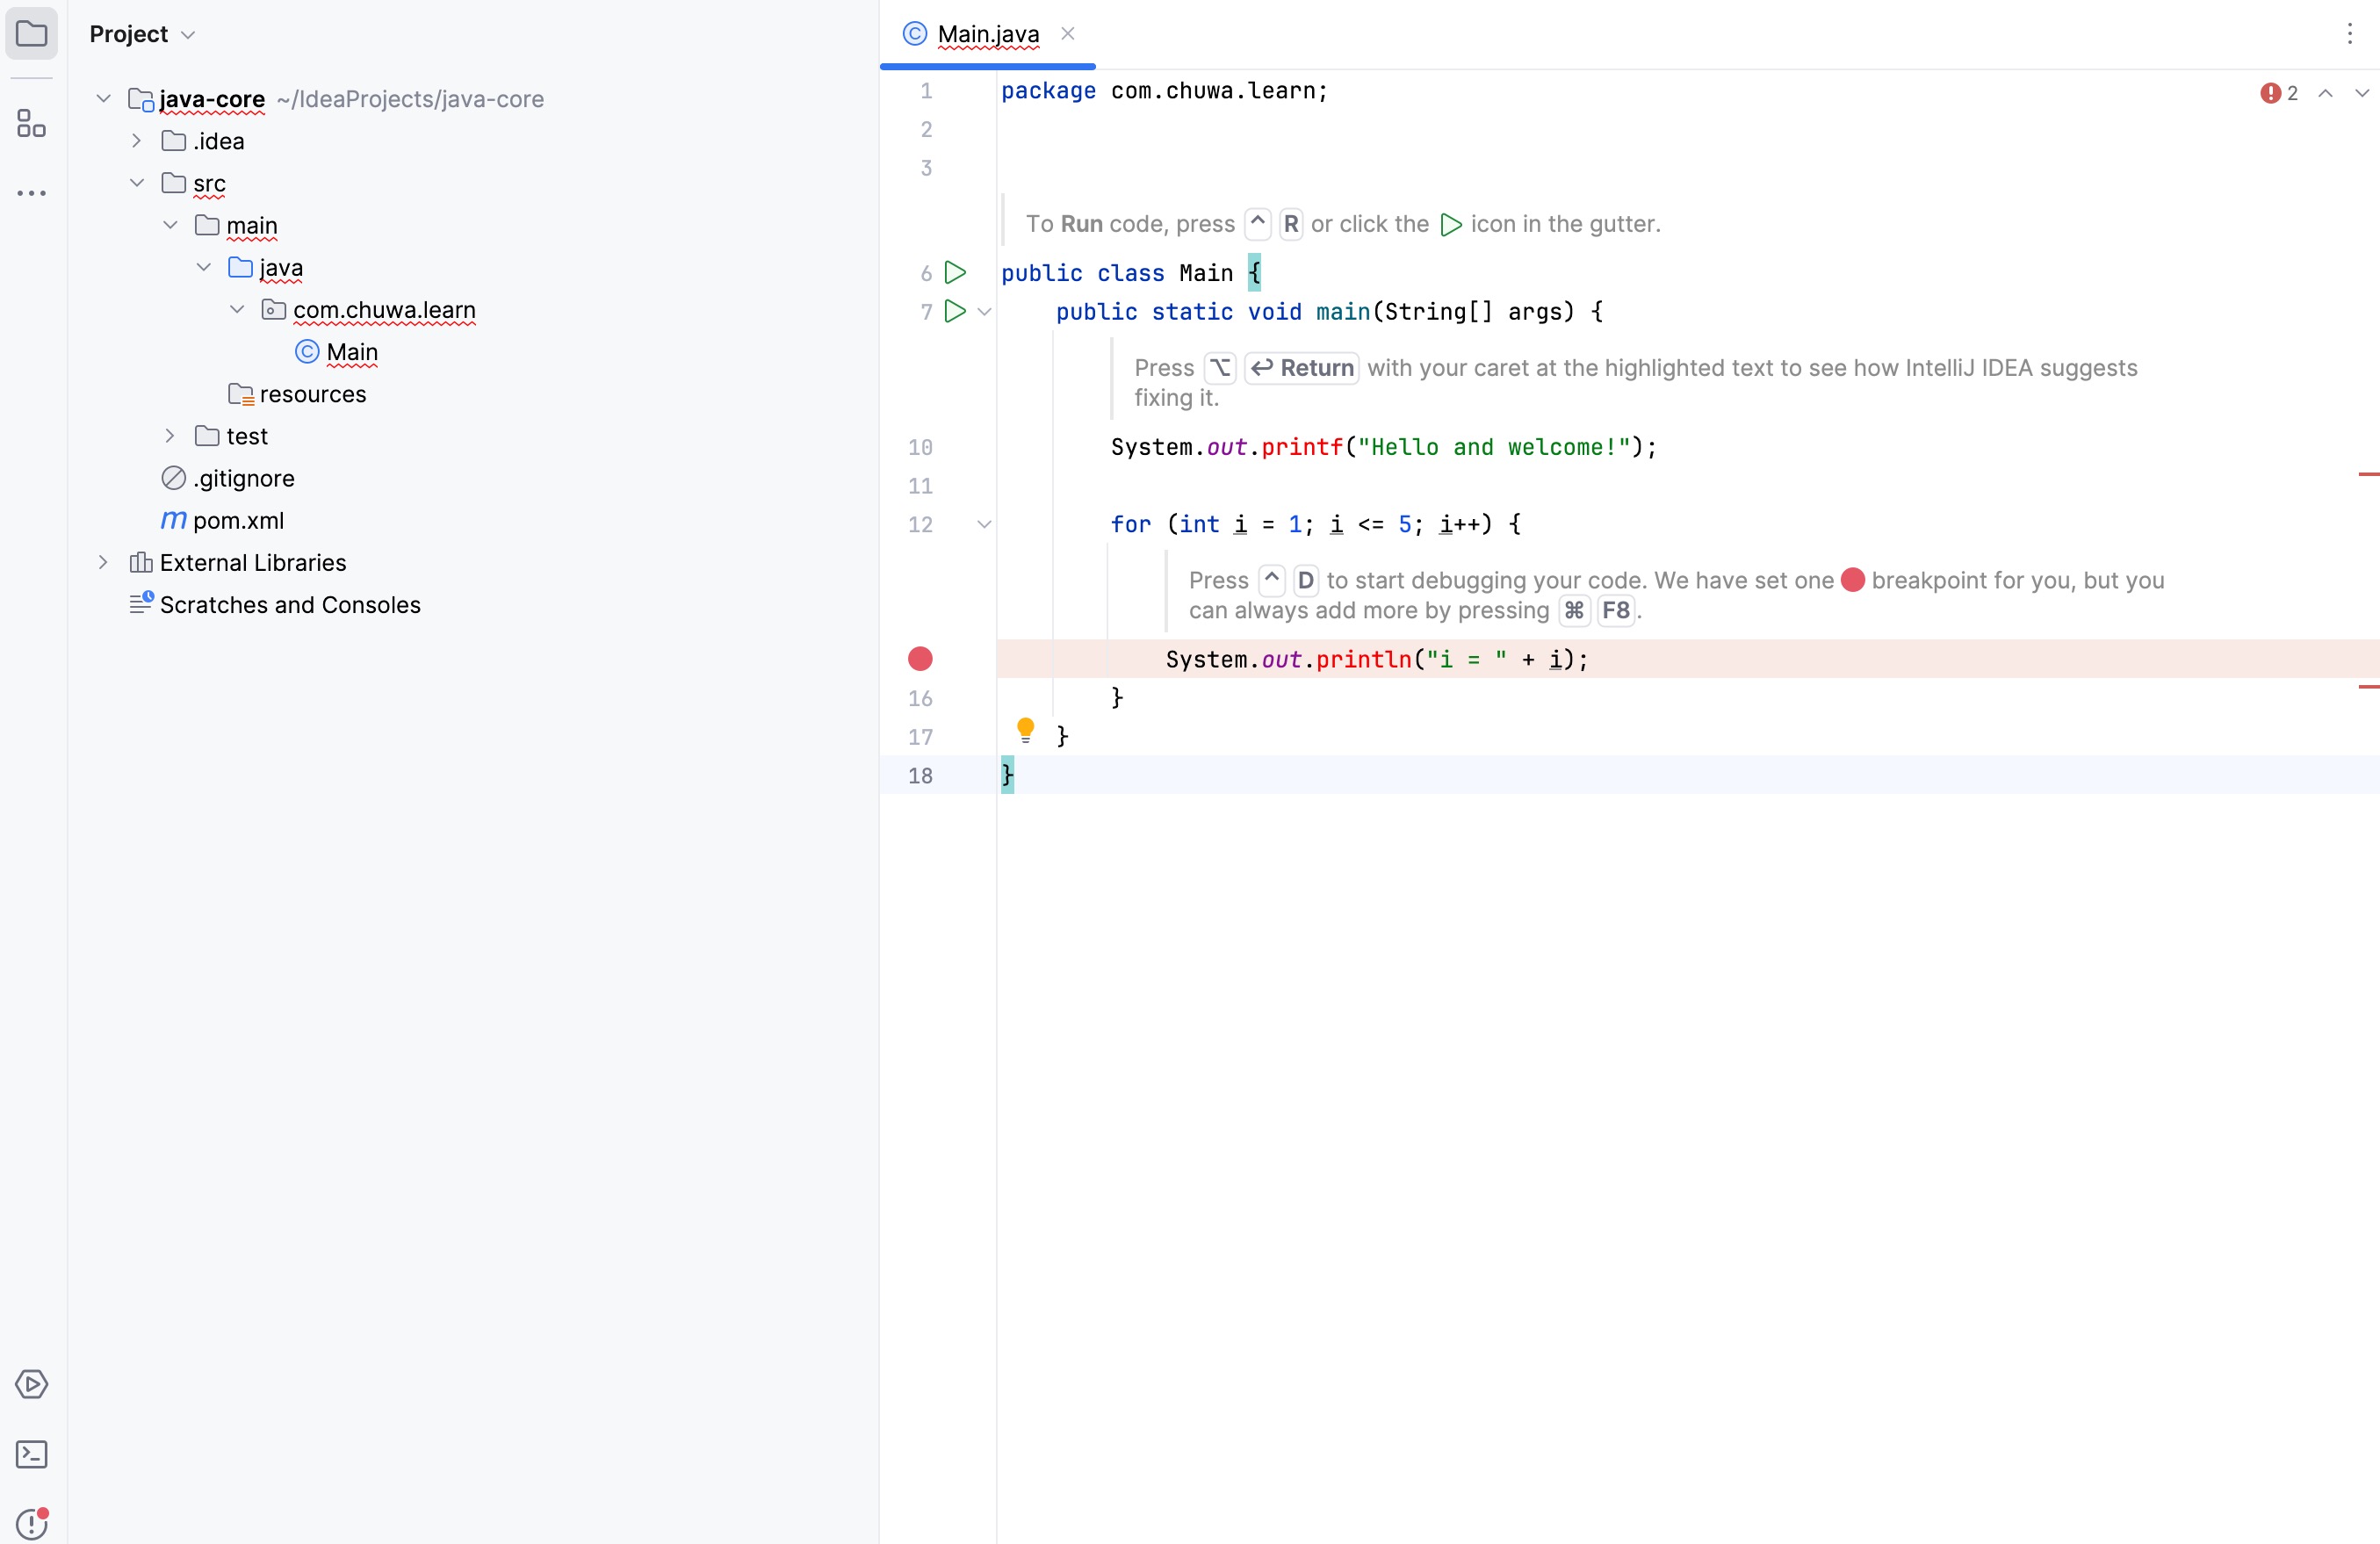 Project
java-core ~/IdeaProjects/java-core
.idea
src
main
java
com.chuwa.learn
Main
resources
test
.gitignore
m pom.xml
External Libraries
Scratches and Consoles
C Main.java
2
1 package com.chuwa.learn;
2
3
To Run code, press ^ R or click the icon in the gutter.
6 public class Main {
7 public static void main(String[] args) {
Press ⌥ ↩ Return with your caret at the highlighted text to see how IntelliJ IDEA suggests
fixing it.
10 System.out.printf("Hello and welcome!");
11
12 for (int i = 1; i <= 5; i++) {
Press ^ D to start debugging your code. We have set one breakpoint for you, but you
can always add more by pressing ⌘ F8.
System.out.println("i = " + i);
16 }
17 }
18 }